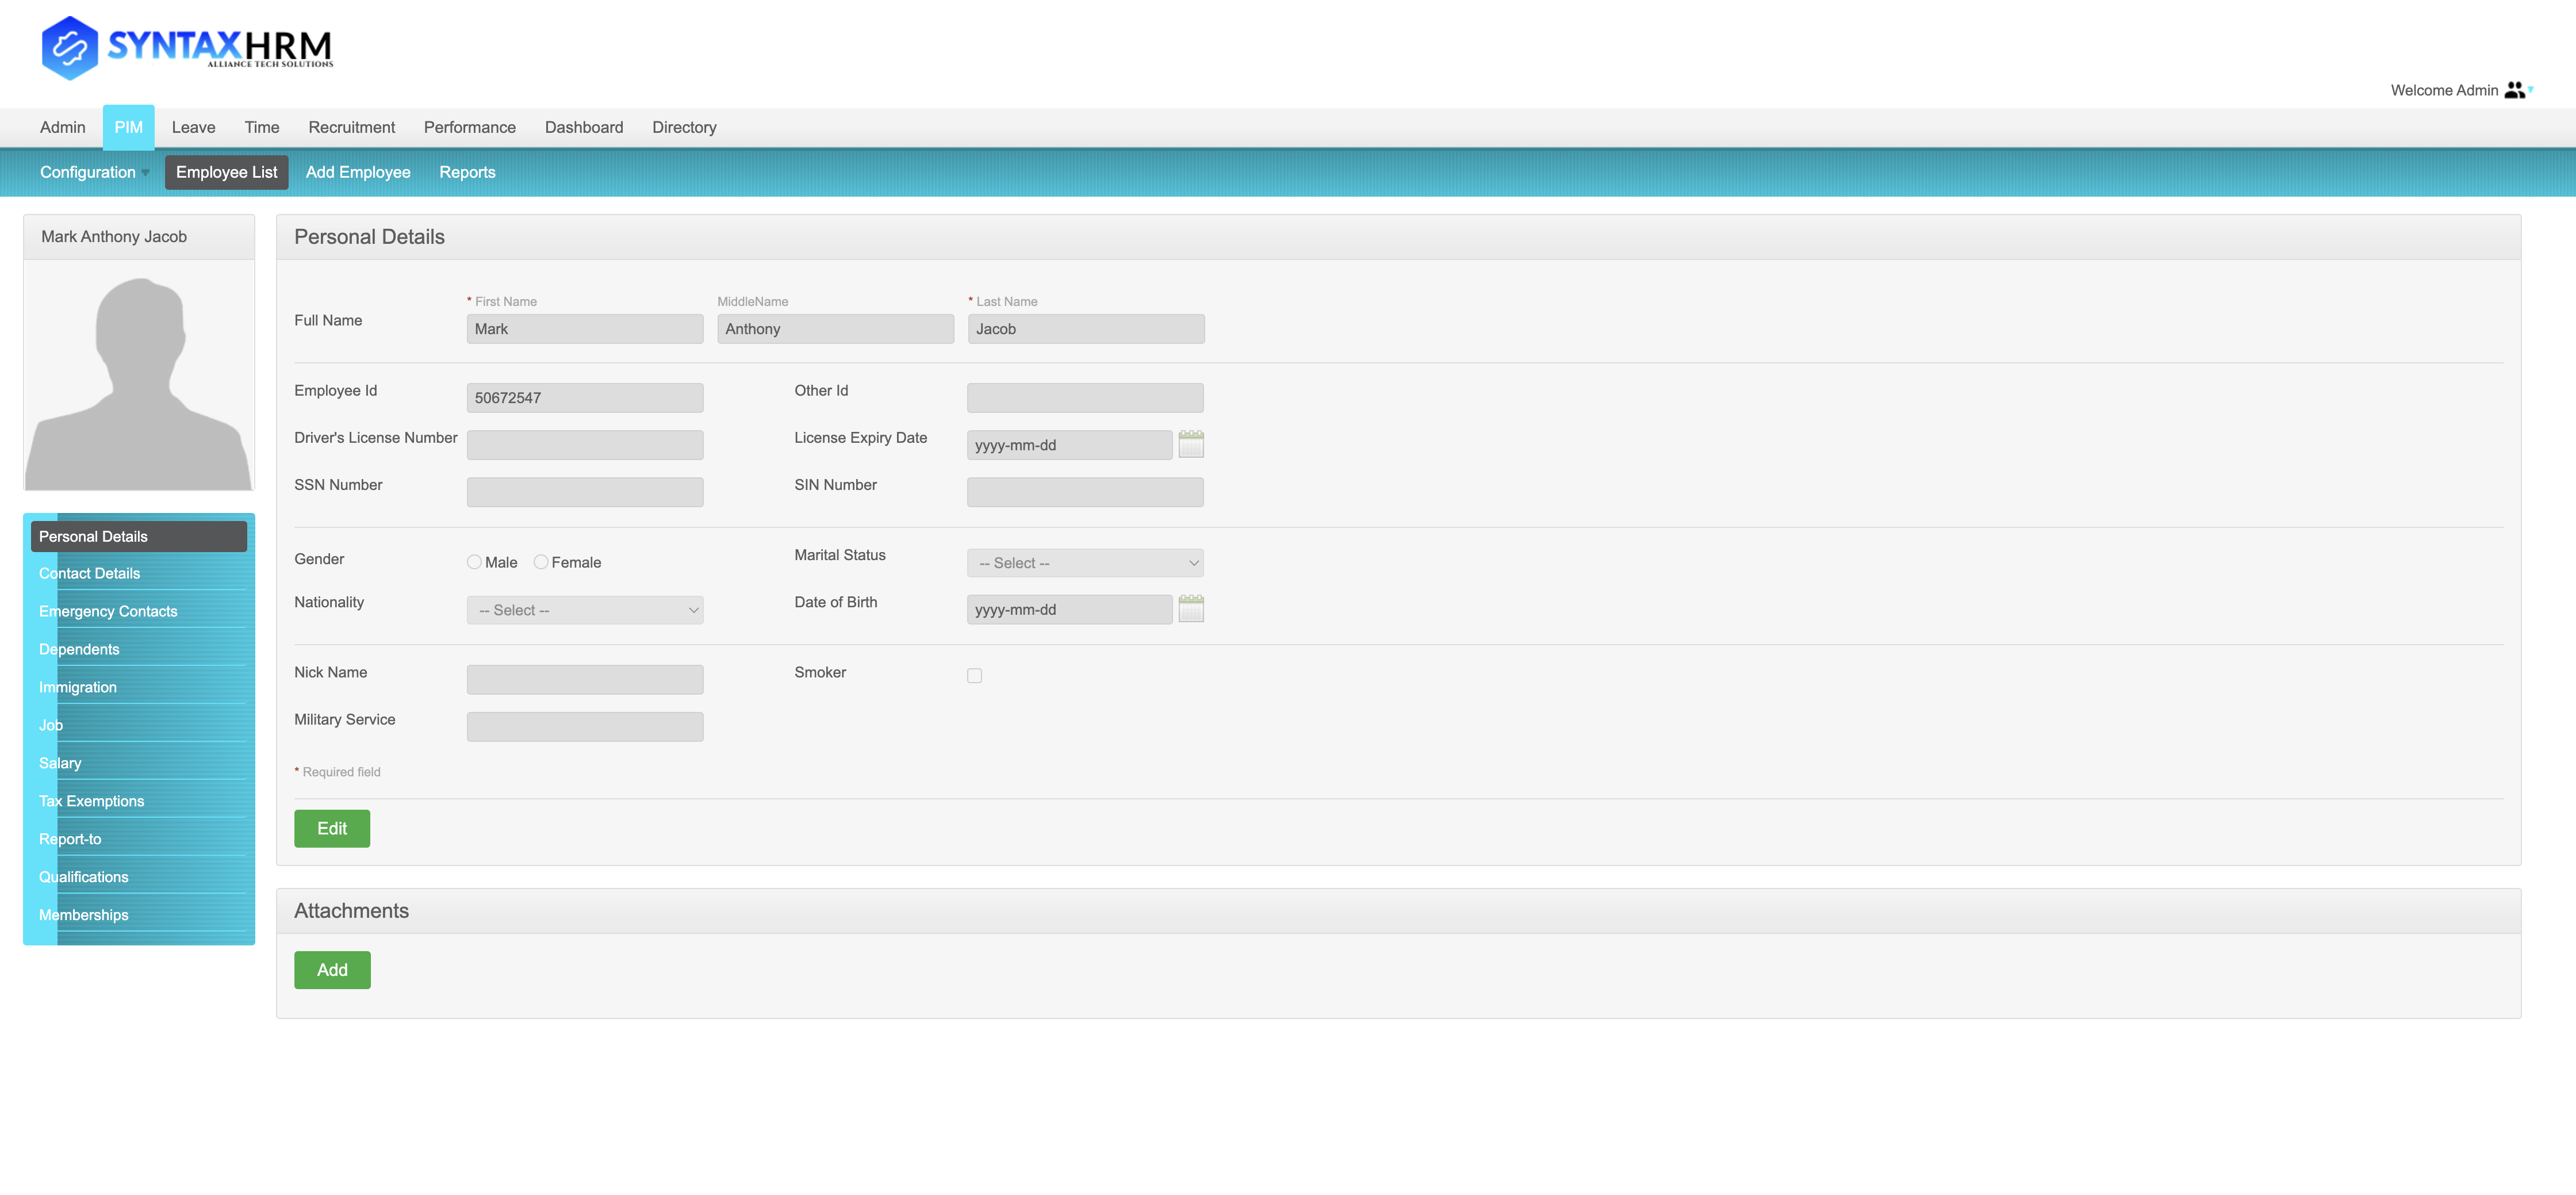 SYNTAXHRM
ALLIANCE TECH SOLUTIONS
Welcome Admin
Admin PIM Leave Time Recruitment Performance Dashboard Directory
Configuration Employee List Add Employee Reports
Mark Anthony Jacob
Personal Details
Contact Details
Emergency Contacts
Dependents
Immigration
Job
Salary
Tax Exemptions
Report-to
Qualifications
Memberships
Personal Details
* First Name MiddleName * Last Name
Full Name Mark Anthony Jacob
Employee Id 50672547 Other Id
Driver's License Number License Expiry Date yyyy-mm-dd
SSN Number SIN Number
Gender Male Female Marital Status -- Select --
Nationality -- Select -- Date of Birth yyyy-mm-dd
Nick Name Smoker
Military Service
* Required field
Edit
Attachments
Add